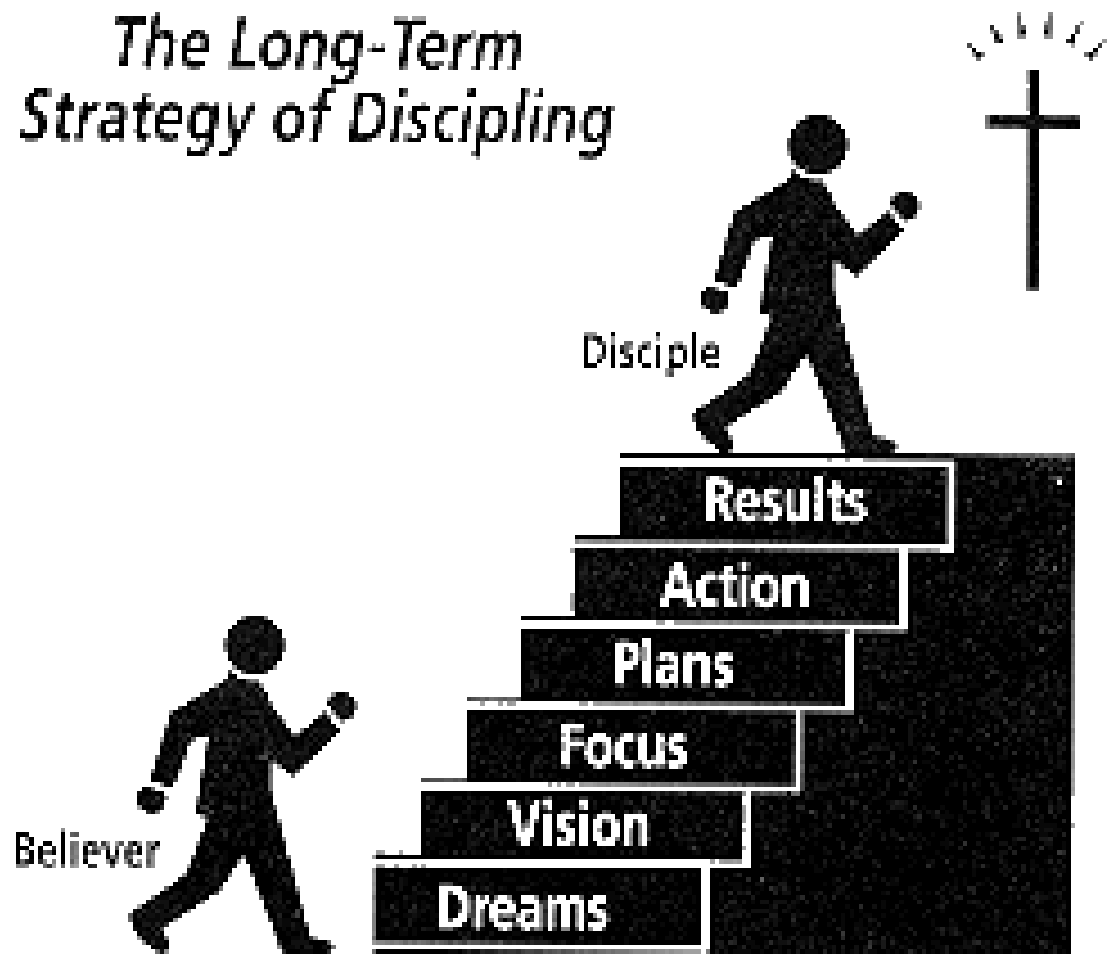 The Long-Term
Strategy of Discipling
Disciple
Results
Action
Plans
Focus
Vision
Believer
Dreams